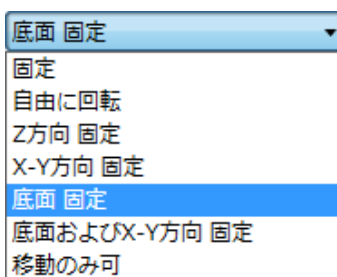 底面 固定
固定
自由に回転
Z方向 固定
X-Y方向 固定
底面 固定
底面およびX-Y方向 固定
移動のみ可